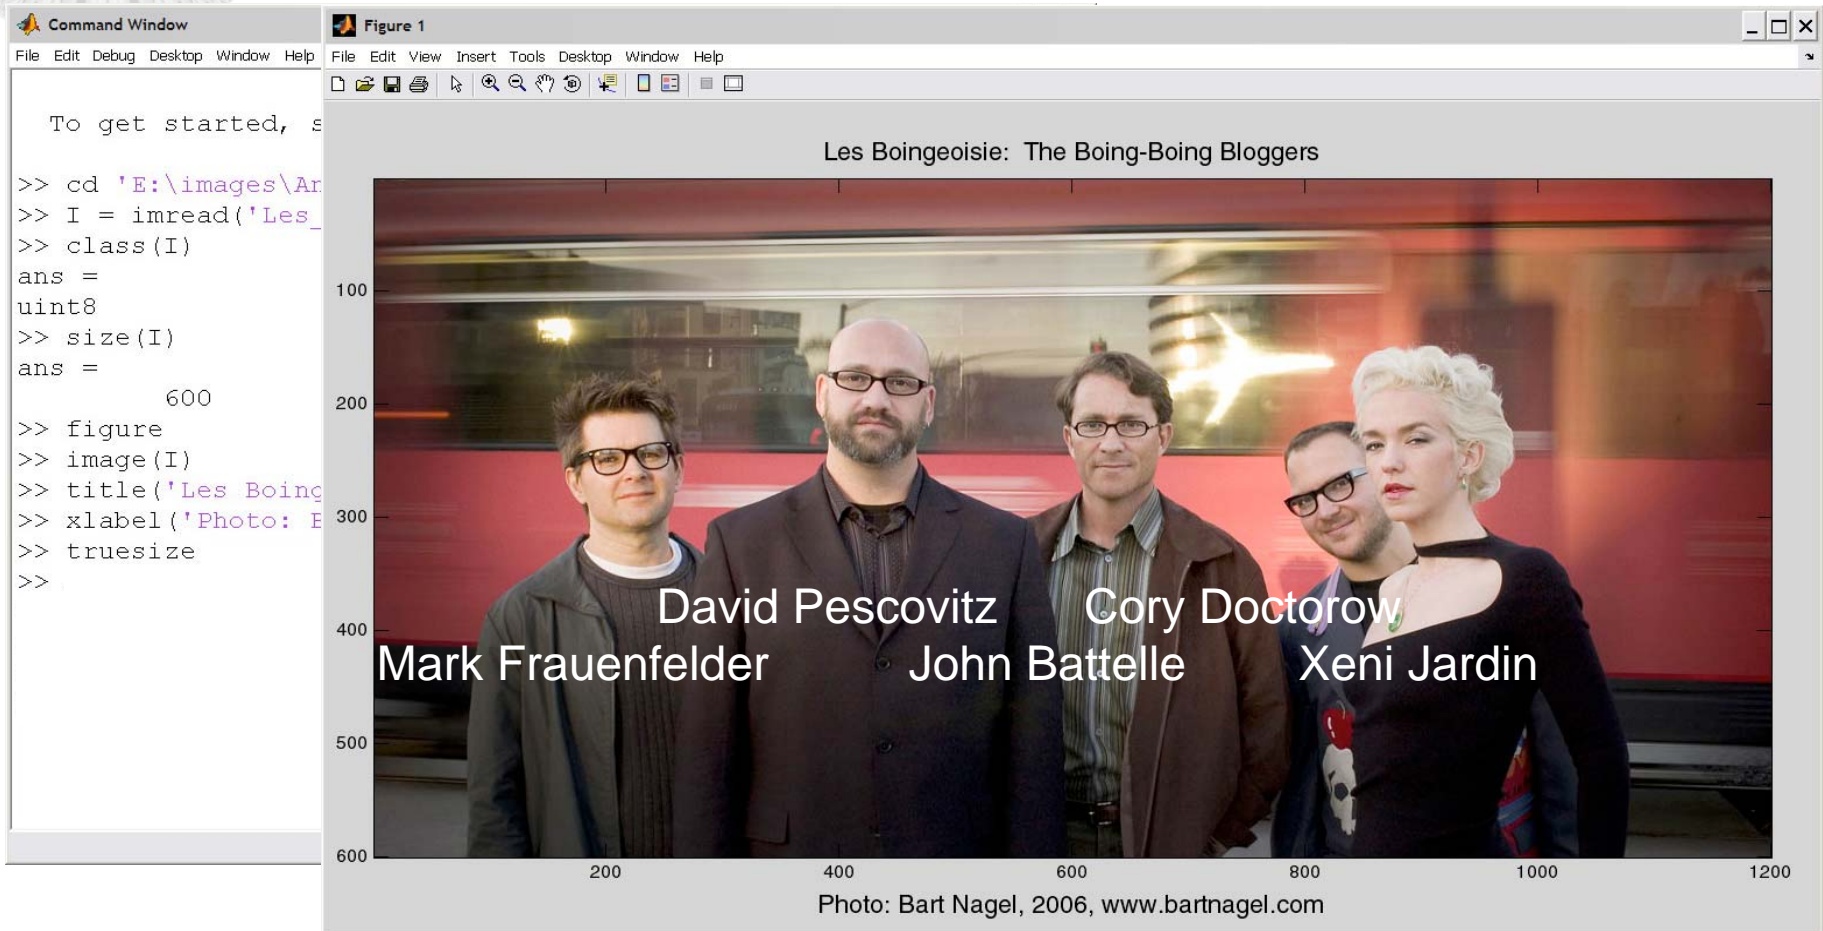 Command Window
File Edit Debug Desktop Window Help
To get started, s
>> cd 'E:\images\Ar
>> I = imread('Les_
>> class(I)
ans =
uint8
>> size(I)
ans =
600
>> figure
>> image(I)
>> title('Les Boing
>> xlabel('Photo: B
>> truesize
>>
Figure 1
File Edit View Insert Tools Desktop Window Help
Les Boingeoisie: The Boing-Boing Bloggers
100
200
300
400
500
600
David Pescovitz Cory Doctorow
Mark Frauenfelder John Battelle Xeni Jardin
200 400 600 800 1000 1200
Photo: Bart Nagel, 2006, www.bartnagel.com